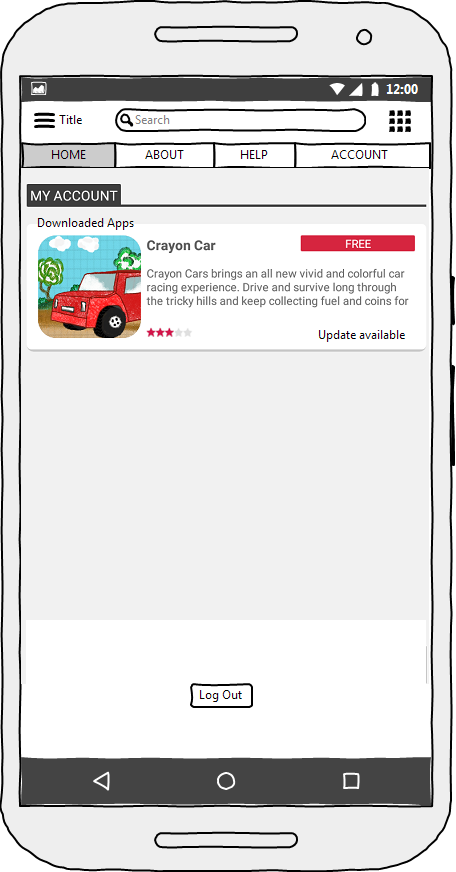 12:00
Title
Search
HOME ABOUT HELP ACCOUNT
MY ACCOUNT
Downloaded Apps
Crayon Car
FREE
Crayon Cars brings an all new vivid and colorful car
racing experience. Drive and survive long through
the tricky hills and keep collecting fuel and coins for
Update available
Log Out